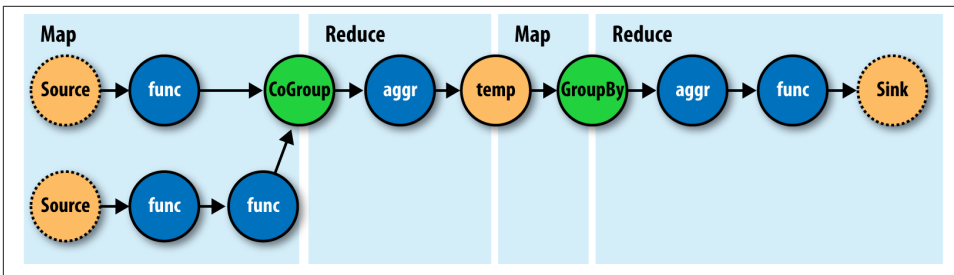 Map Reduce Map Reduce
Source func CoGroup aggr temp GroupBy aggr func Sink
Source func func